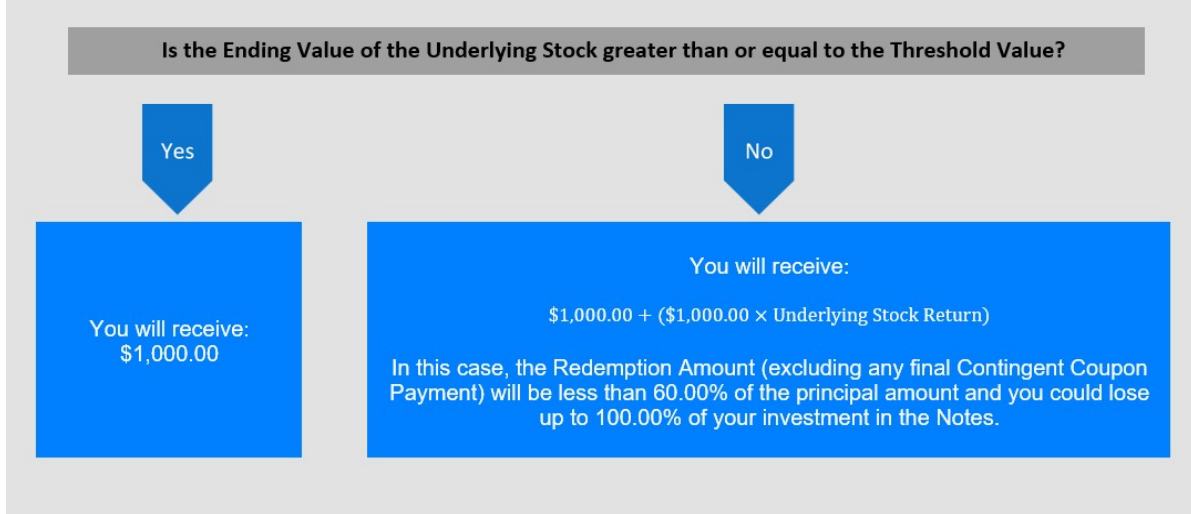 Is the Ending Value of the Underlying Stock greater than or equal to the Threshold Value?
Yes
No
You will receive:
$1,000.00
You will receive:
$1,000.00 + ($1,000.00 × Underlying Stock Return)
In this case, the Redemption Amount (excluding any final Contingent Coupon
Payment) will be less than 60.00% of the principal amount and you could lose
up to 100.00% of your investment in the Notes.